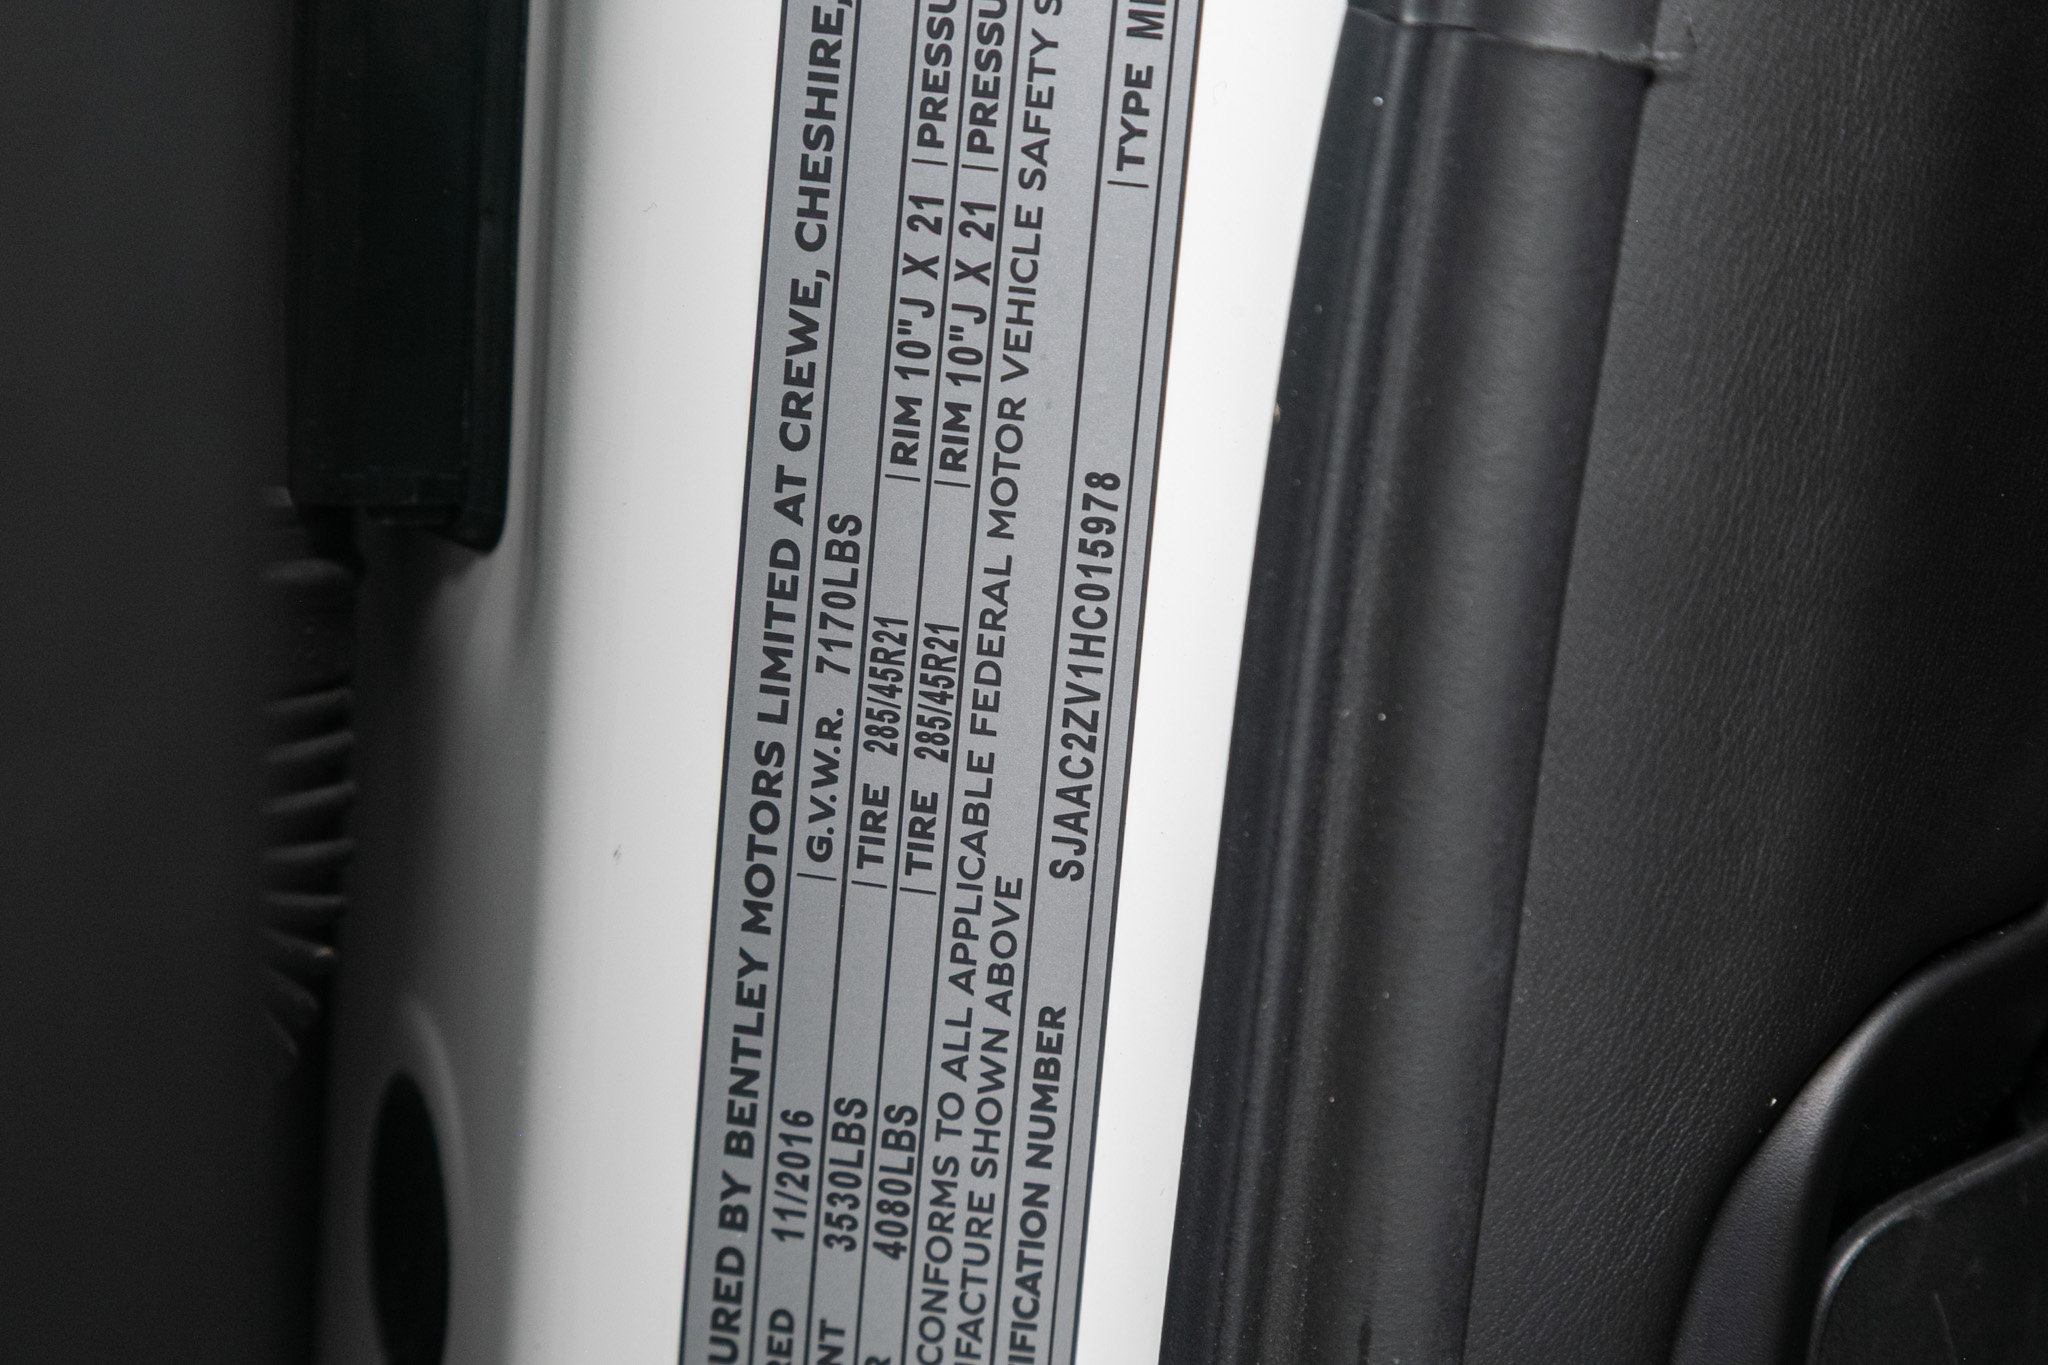 URED BY BENTLEY MOTORS LIMITED AT CREWE, CHESHIRE,
RED 11/2016 G.V.W.R. 7170LBS
NT 3530LBS TIRE 285/45R21 RIM 10"J X 21 PRESSU
R 4080LBS TIRE 285/45R21 RIM 10"J X 21 PRESSU
CONFORMS TO ALL APPLICABLE FEDERAL MOTOR VEHICLE SAFETY S
IFACTURE SHOWN ABOVE
IFICATION NUMBER SJAAC2ZV1HC015978 TYPE M